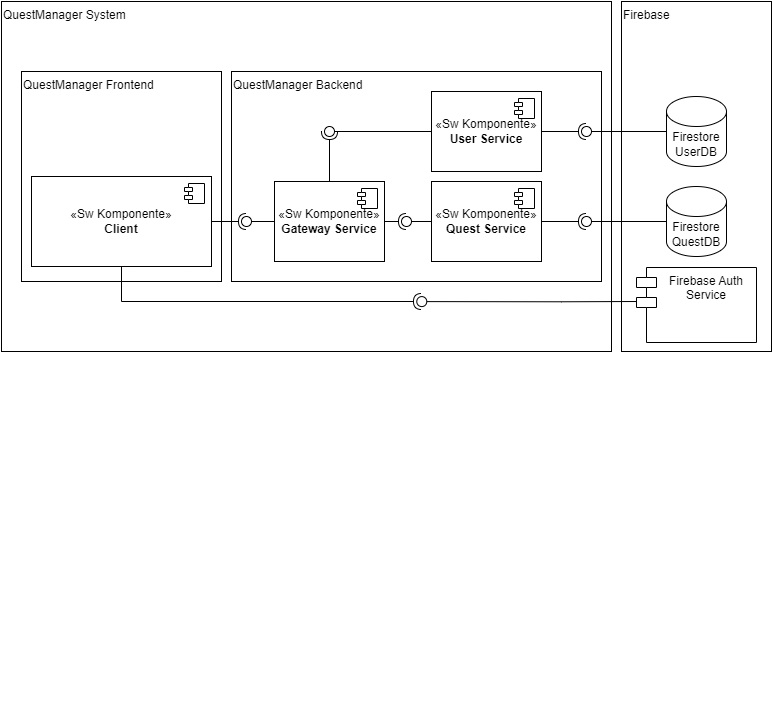 QuestManager System
Firebase
QuestManager Frontend
QuestManager Backend
«Sw Komponente»
User Service
Firestore
UserDB
«Sw Komponente»
Client
«Sw Komponente»
Gateway Service
«Sw Komponente»
Quest Service
Firestore
QuestDB
Firebase Auth
Service